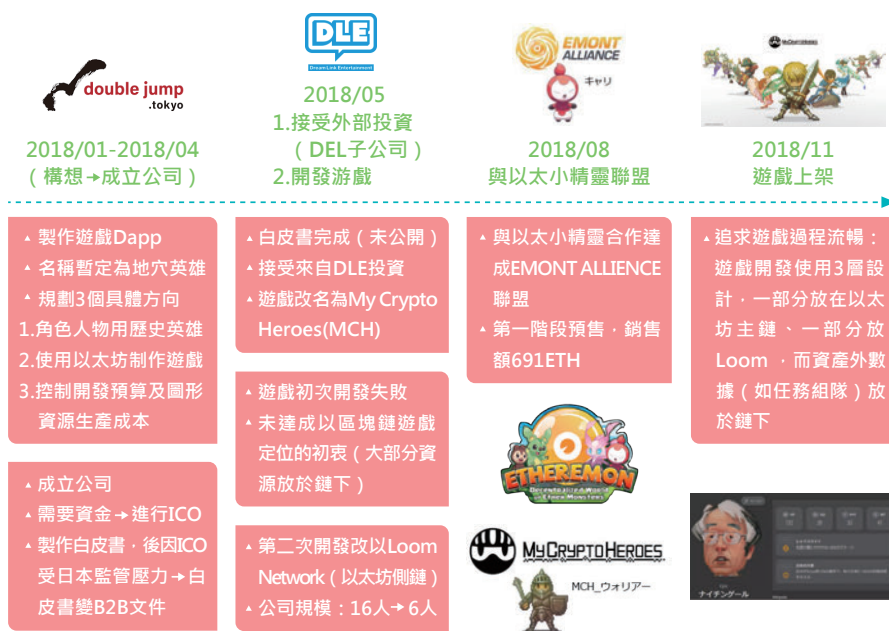 double jump
.tokyo
2018/01-2018/04
(構想→成立公司)
DLE
Dream Link Entertainment
2018/05
1.接受外部投資
(DEL子公司)
2.開發游戲
EMONT
ALLIANCE
キャリ
2018/08
與以太小精靈聯盟
MyCryptoHeroes
2018/11
遊戲上架
▲ 製作遊戲Dapp
▲ 名稱暫定為地穴英雄
▲ 規劃3個具體方向
1.角色人物用歷史英雄
2.使用以太坊制作遊戲
3.控制開發預算及圖形
資源生產成本
▲ 成立公司
▲ 需要資金→進行ICO
▲ 製作白皮書,後因ICO
受日本監管壓力→白
皮書變B2B文件
▲ 白皮書完成(未公開)
▲ 接受來自DLE投資
▲ 遊戲改名為My Crypto
Heroes(MCH)
▲ 遊戲初次開發失敗
▲ 未達成以區塊鏈遊戲
定位的初衷(大部分資
源放於鏈下)
▲ 第二次開發改以Loom
Network(以太坊側鏈)
▲ 公司規模:16人→6人
▲ 與以太小精靈合作達
成EMONT ALLIENCE
聯盟
▲ 第一階段預售,銷售
額691ETH
ETHEREMON
MyCryptoHeroes
MCH_ウォリアー
▲ 追求遊戲過程流暢:
遊戲開發使用3層設
計,一部分放在以太
坊主鏈、一部分放
Loom,而資產外數
據(如任務組隊)放
於鏈下
ナイチンゲール